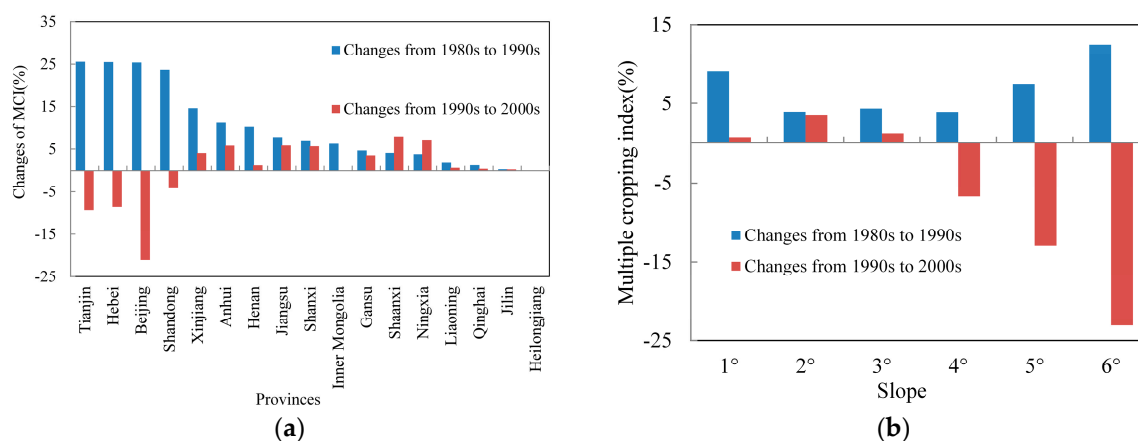 35
25
15
5
-5
-15
-25
Changes of MCI(%)
Changes from 1980s to 1990s
Changes from 1990s to 2000s
Tianjin
Hebei
Beijing
Shandong
Xinjiang
Anhui
Henan
Jiangsu
Shanxi
Inner Mongolia
Gansu
Shaanxi
Ningxia
Liaoning
Qinghai
Jilin
Heilongjiang
Provinces
(a)
15
5
-5
-15
-25
Multiple cropping index(%)
Changes from 1980s to 1990s
Changes from 1990s to 2000s
1° 2° 3° 4° 5° 6°
Slope
(b)